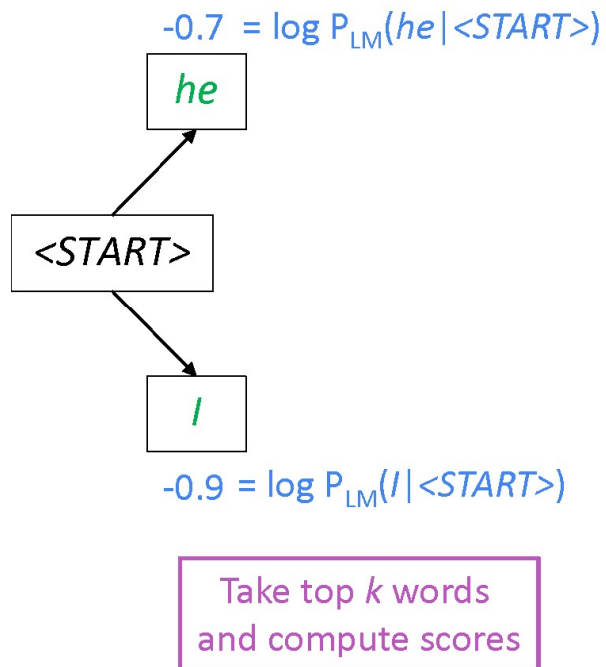 -0.7 = log P_LM(he|<START>)
he
<START>
I
-0.9 = log P_LM(I|<START>)
Take top k words
and compute scores